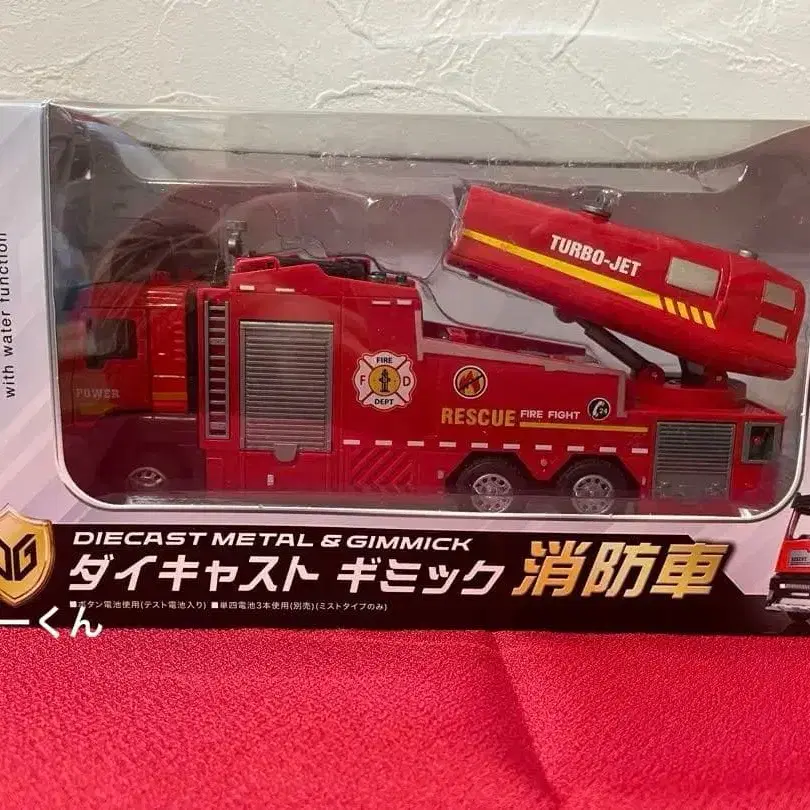 with water function
TURBO-JET
POWER
FIRE
F D
DEPT
RESCUE FIRE FIGHT 24
DIECAST METAL & GIMMICK
DG
ダイキャスト ギミック 消防車
■ボタン電池使用(テスト電池入り) ■単四電池3本使用(別売)(ミストタイプのみ)
ーくん